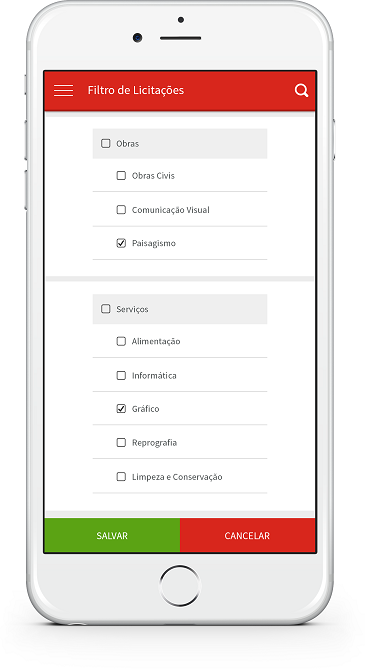 Filtro de Licitações
Obras
Obras Civis
Comunicação Visual
Paisagismo
Serviços
Alimentação
Informática
Gráfico
Reprografia
Limpeza e Conservação
SALVAR
CANCELAR